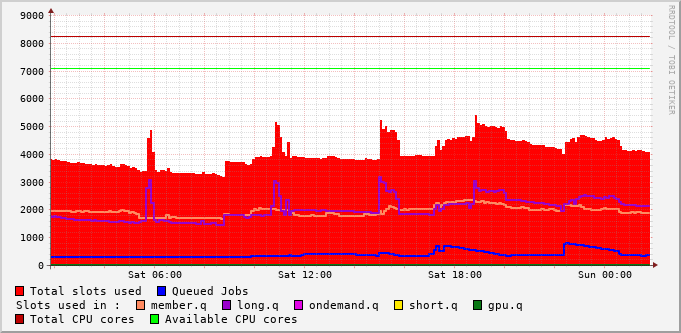 9000
8000
7000
6000
5000
4000
3000
2000
1000
0
Sat 06:00 Sat 12:00 Sat 18:00 Sun 00:00
Total slots used Queued Jobs
Slots used in : member.q long.q ondemand.q short.q gpu.q
Total CPU cores Available CPU cores
RRDTOOL / TOBI OETIKER